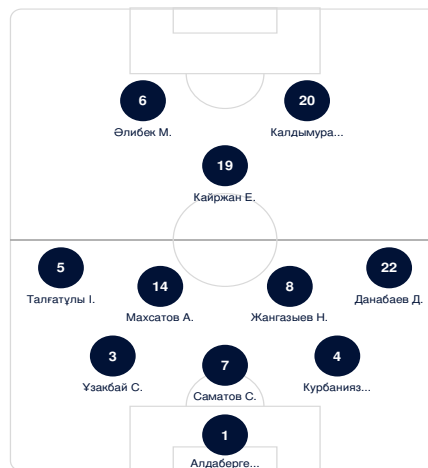 6 20
Әлибек М. Калдымура...
19
Кайржан Е.
5 22
Талғатұлы І. Данабаев Д.
14 8
Махсатов А. Жангазыев Н.
3 7 4
Ұзакбай С. Саматов С. Курбанияз...
1
Алдаберге...